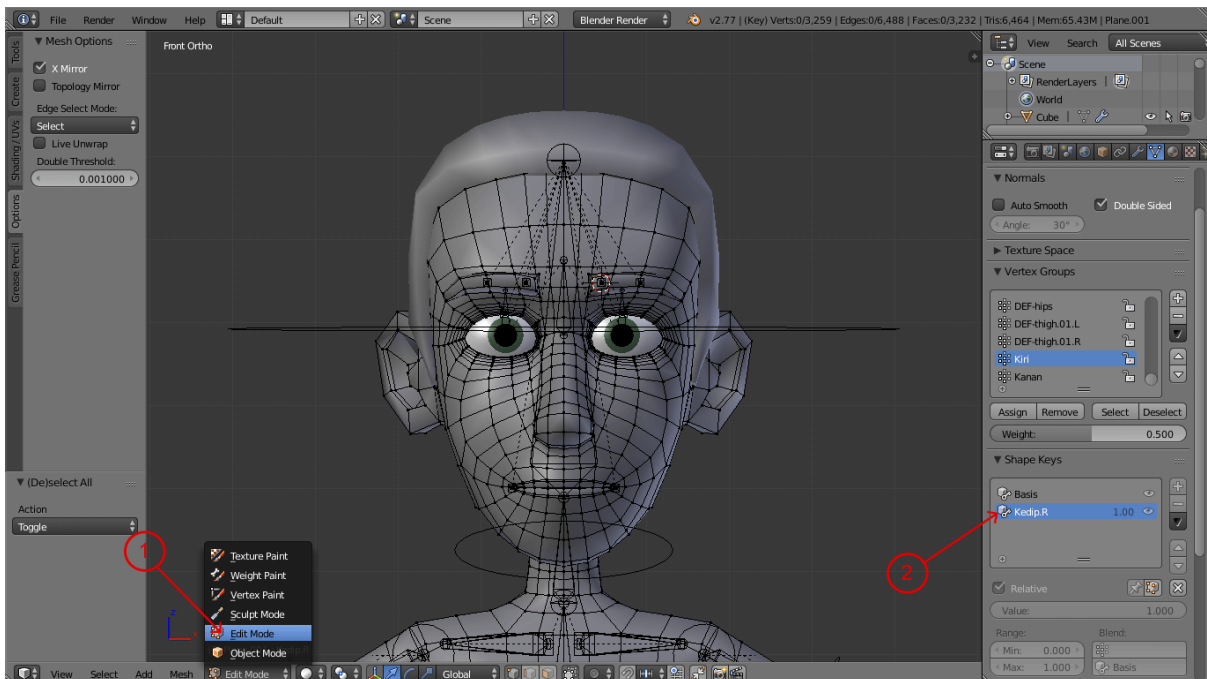 File Render Window Help Default Scene Blender Render v2.77 | (Key) Verts:0/3,259 | Edges:0/6,488 | Faces:0/3,232 | Tris:6,464 | Mem:65.43M | Plane.001
Tools
Create
Shading / UVs
Options
Grease Pencil
Mesh Options
X Mirror
Topology Mirror
Edge Select Mode:
Select
Live Unwrap
Double Threshold:
0.001000
(De)select All
Action
Toggle
Front Ortho
1
Texture Paint
Weight Paint
Vertex Paint
Sculpt Mode
Edit Mode
Object Mode
z
View Select Add Mesh Edit Mode Global
View Search All Scenes
Scene
RenderLayers
World
Cube
Normals
Auto Smooth Double Sided
Angle: 30°
Texture Space
Vertex Groups
DEF-hips
DEF-thigh.01.L
DEF-thigh.01.R
Kiri
Kanan
Assign Remove Select Deselect
Weight: 0.500
Shape Keys
Basis
Kedip.R 1.00
2
Relative
Value: 1.000
Range: Blend:
Min: 0.000
Max: 1.000 Basis